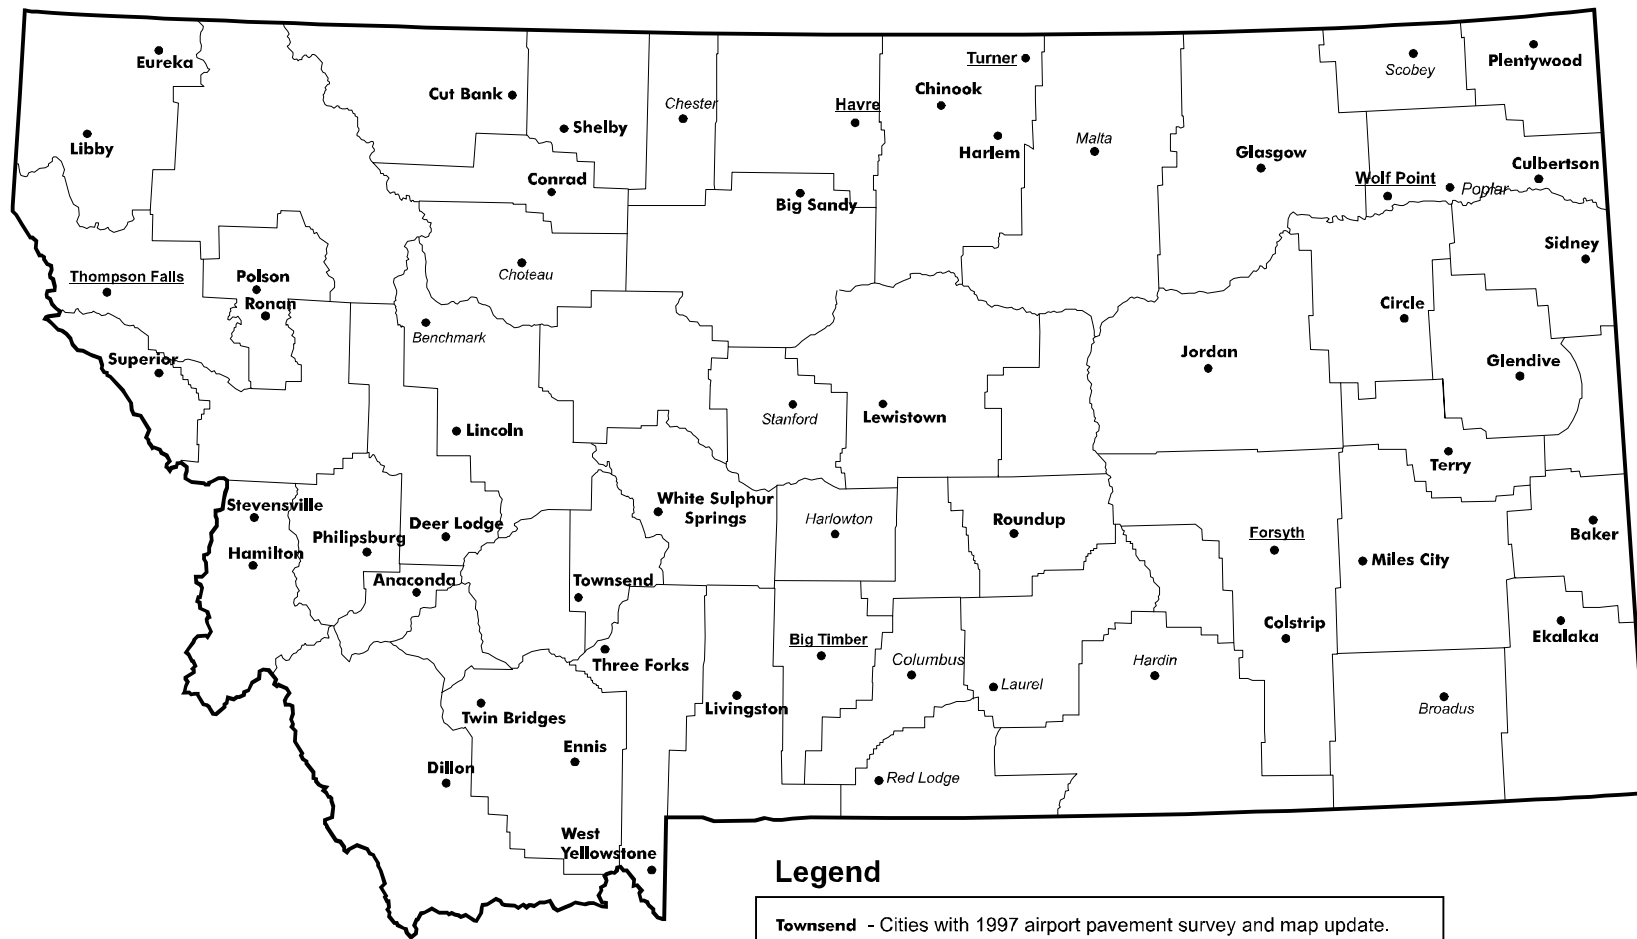 Eureka
Cut Bank
Shelby
Chester
Havre
Turner
Chinook
Harlem
Malta
Scobey
Plentywood
Libby
Conrad
Big Sandy
Glasgow
Wolf Point
Poplar
Culbertson
Sidney
Thompson Falls
Polson
Ronan
Choteau
Benchmark
Circle
Superior
Jordan
Glendive
Lincoln
Stanford
Lewistown
Terry
Stevensville
Philipsburg
Deer Lodge
White Sulphur
Springs
Harlowton
Roundup
Forsyth
Baker
Hamilton
Anaconda
Townsend
Miles City
Three Forks
Big Timber
Columbus
Laurel
Hardin
Colstrip
Ekalaka
Twin Bridges
Livingston
Broadus
Ennis
Dillon
Red Lodge
West
Yellowstone
Legend
Townsend - Cities with 1997 airport pavement survey and map update.